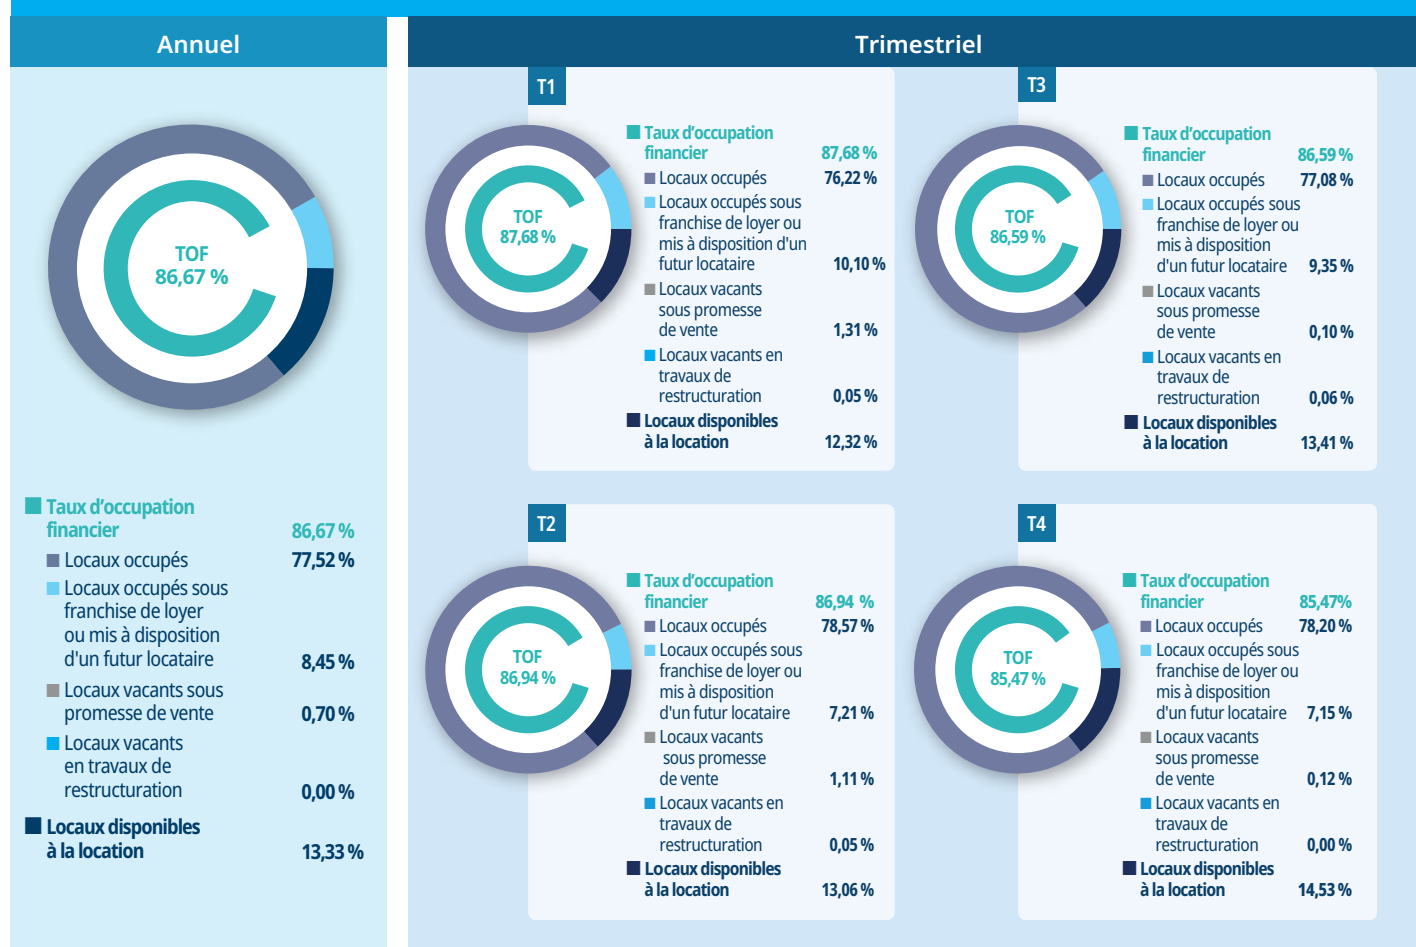 Annuel
TOF
86,67 %
Taux d'occupation
financier 86,67 %
Locaux occupés 77,52 %
Locaux occupés sous
franchise de loyer
ou mis à disposition
d'un futur locataire 8,45 %
Locaux vacants sous
promesse de vente 0,70 %
Locaux vacants
en travaux de
restructuration 0,00 %
Locaux disponibles
à la location 13,33 %
Trimestriel
T1
TOF
87,68 %
Taux d'occupation
financier 87,68 %
Locaux occupés 76,22 %
Locaux occupés sous
franchise de loyer ou
mis à disposition d'un
futur locataire 10,10 %
Locaux vacants
sous promesse
de vente 1,31 %
Locaux vacants en
travaux de
restructuration 0,05 %
Locaux disponibles
à la location 12,32 %
T2
TOF
86,94 %
Taux d'occupation
financier 86,94 %
Locaux occupés 78,57 %
Locaux occupés sous
franchise de loyer ou
mis à disposition
d'un futur locataire 7,21 %
Locaux vacants
sous promesse
de vente 1,11 %
Locaux vacants en
travaux de
restructuration 0,05 %
Locaux disponibles
à la location 13,06 %
T3
TOF
86,59 %
Taux d'occupation
financier 86,59 %
Locaux occupés 77,08 %
Locaux occupés sous
franchise de loyer ou
mis à disposition
d'un futur locataire 9,35 %
Locaux vacants
sous promesse
de vente 0,10 %
Locaux vacants en
travaux de
restructuration 0,06 %
Locaux disponibles
à la location 13,41 %
T4
TOF
85,47 %
Taux d'occupation
financier 85,47%
Locaux occupés 78,20 %
Locaux occupés sous
franchise de loyer ou
mis à disposition
d'un futur locataire 7,15 %
Locaux vacants
sous promesse
de vente 0,12 %
Locaux vacants en
travaux de
restructuration 0,00 %
Locaux disponibles
à la location 14,53 %